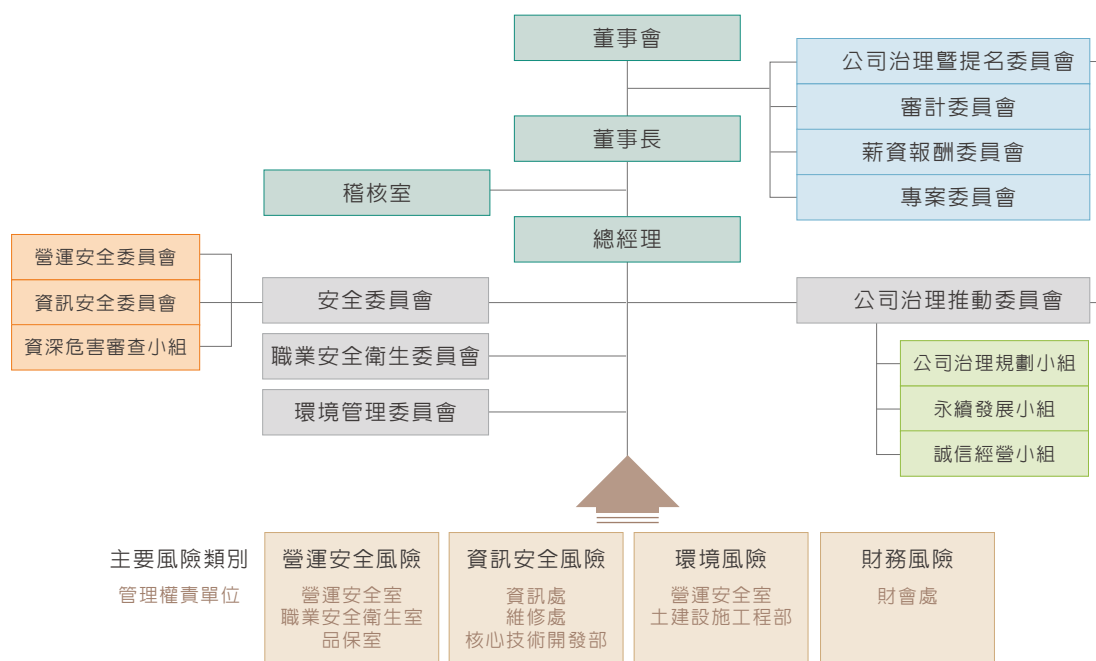 董事會
公司治理暨提名委員會
審計委員會
董事長
薪資報酬委員會
稽核室
專案委員會
總經理
營運安全委員會
資訊安全委員會
安全委員會
公司治理推動委員會
資深危害審查小組
職業安全衛生委員會
公司治理規劃小組
環境管理委員會
永續發展小組
誠信經營小組
主要風險類別
管理權責單位
營運安全風險
營運安全室
職業安全衛生室
品保室
資訊安全風險
資訊處
維修處
核心技術開發部
環境風險
營運安全室
土建設施工程部
財務風險
財會處